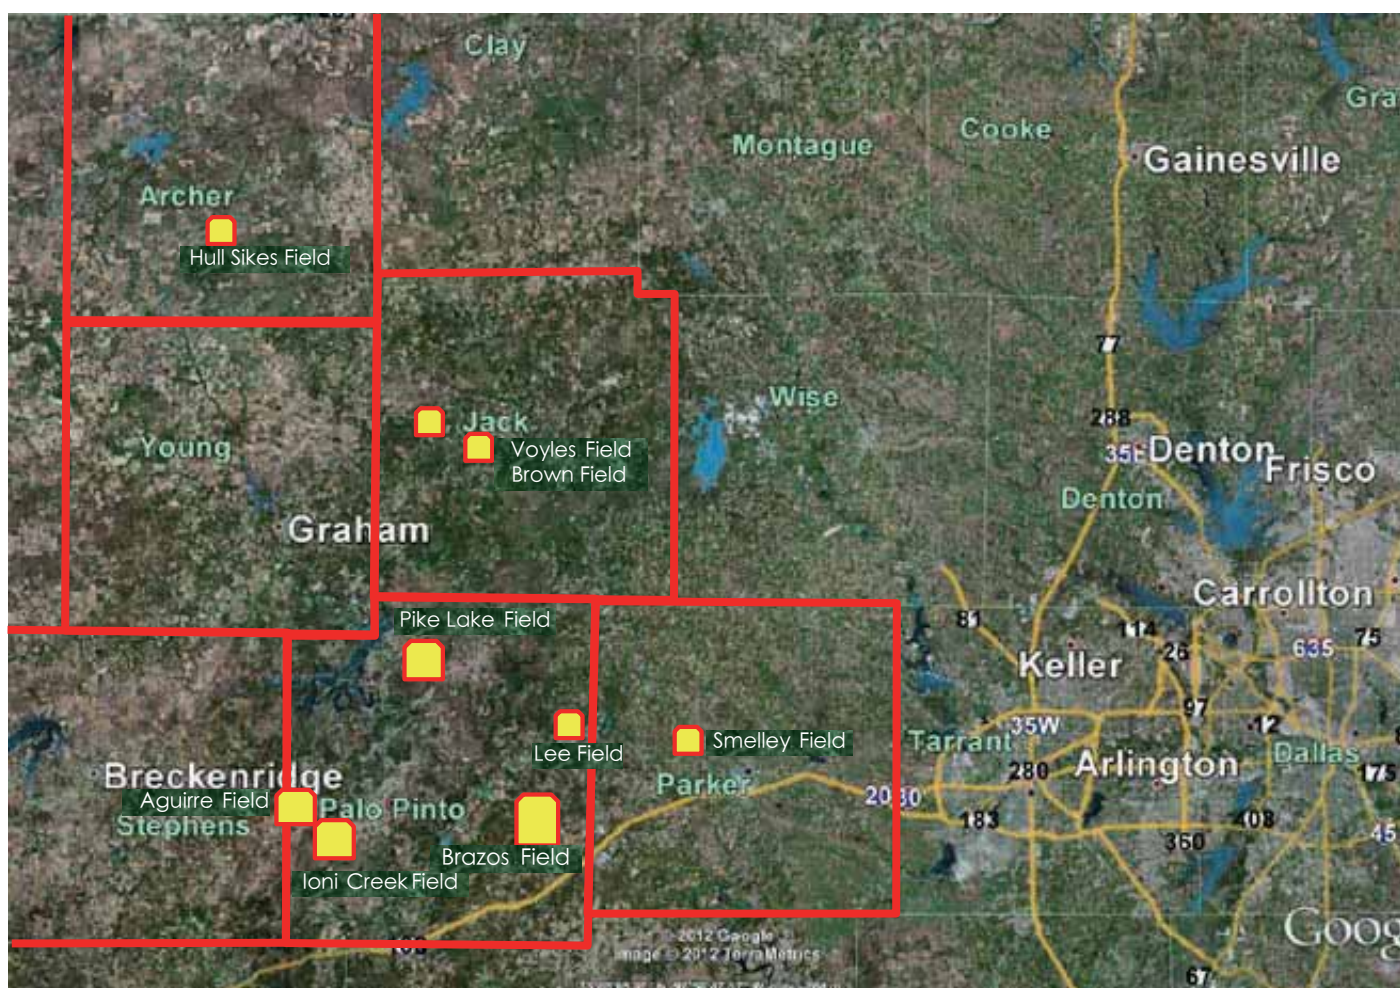 Clay
Gra
Montague
Cooke
Gainesville
Archer
Hull Sikes Field
77
Wise
288
Jack
Young
Voyles Field
Brown Field
35E
Denton
Frisco
Denton
Graham
Carrollton
Pike Lake Field
81
114
26
635
75
Keller
97
12
35W
Lee Field
Smelley Field
Tarrant
Dallas
Parker
280
Arlington
175
Breckenridge
Aguirre Field
Palo Pinto
20
30
Stephens
183
360
408
45
Brazos Field
Ioni Creek Field
© 2012 Google
Image © 2012 TerraMetrics
Goog
67